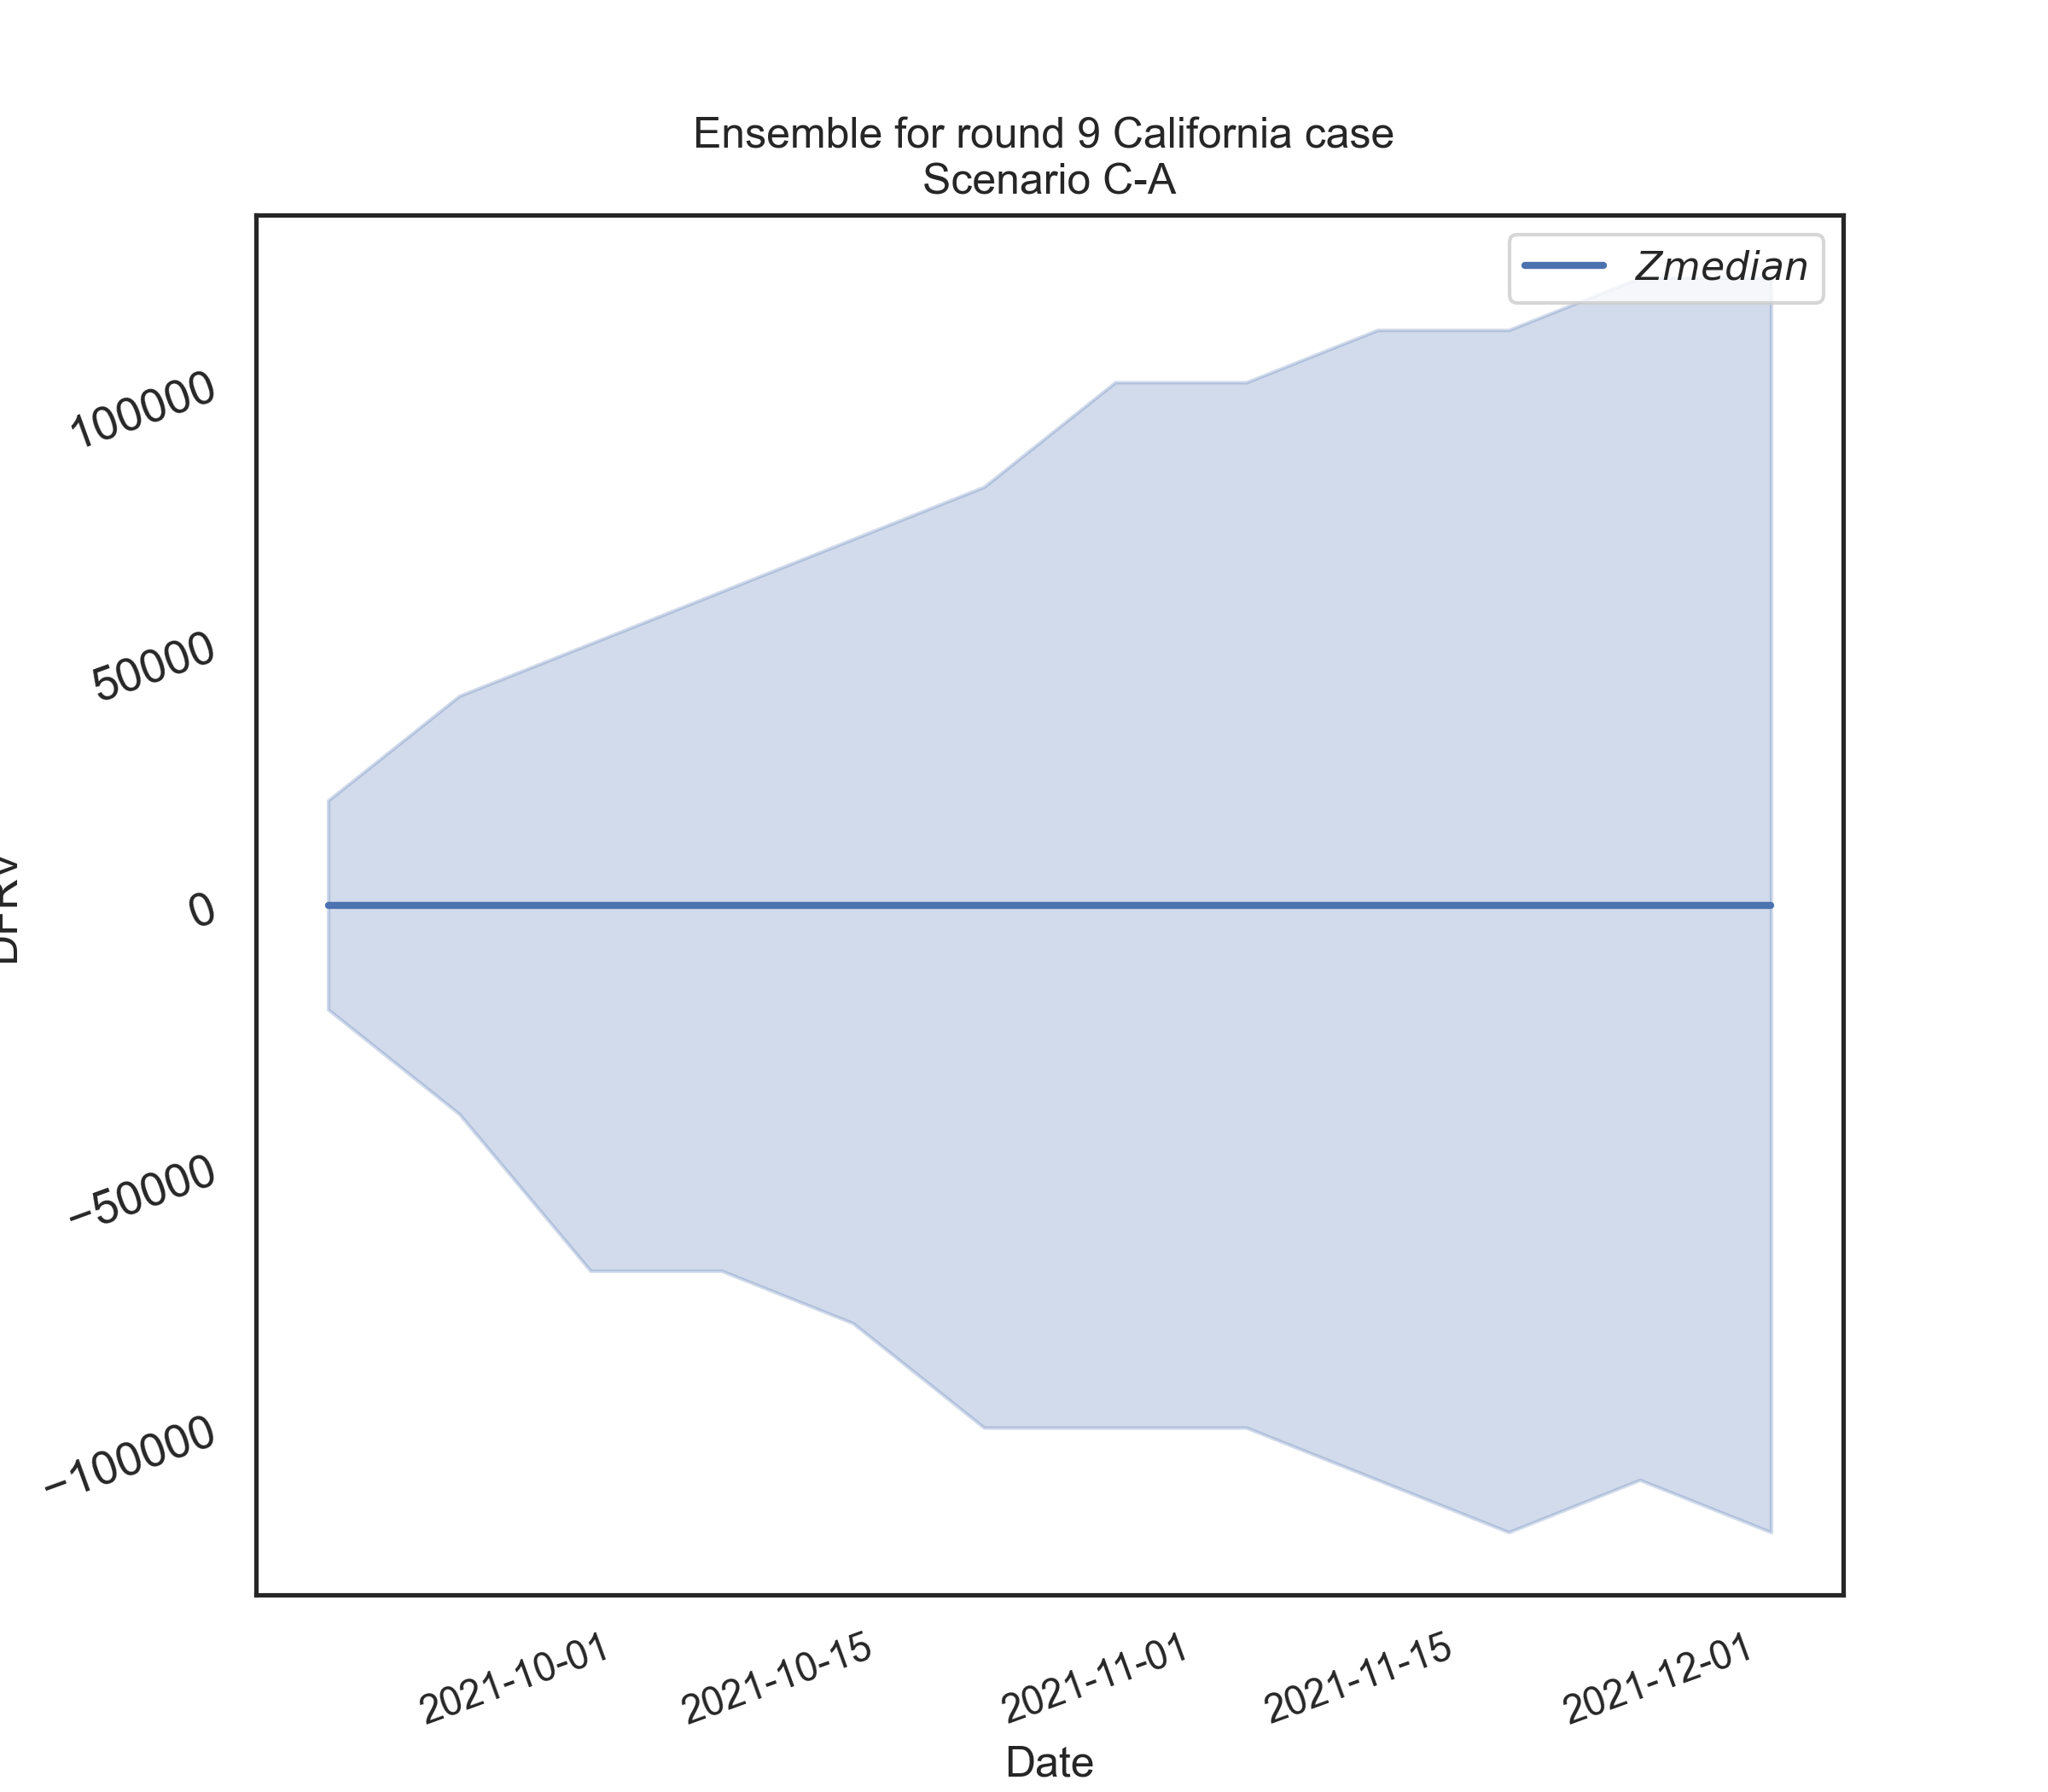 Ensemble for round 9 California case
Scenario C-A
Zmedian
100000
50000
0
−50000
−100000
2021-10-01
2021-10-15
2021-11-01
2021-11-15
2021-12-01
Date